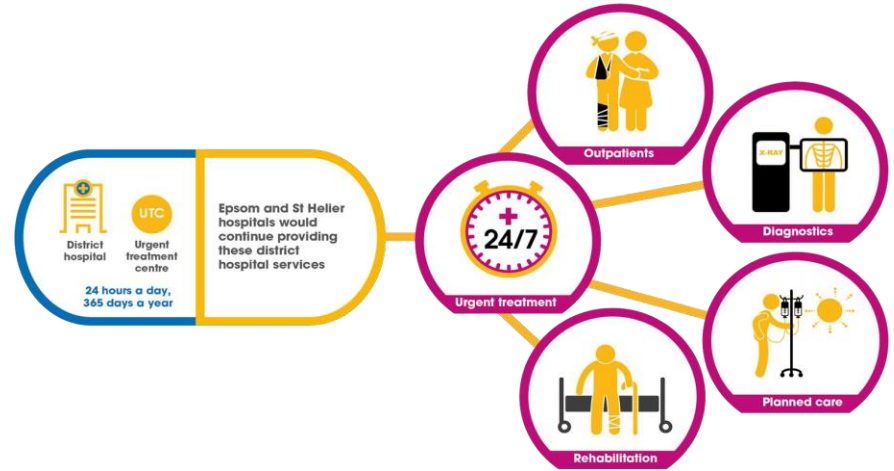 UTC
District
hospital
Urgent
treatment
centre
24 hours a day,
365 days a year
Epsom and St Helier
hospitals would
continue providing
these district
hospital services
24/7
Urgent treatment
Outpatients
X-RAY
Diagnostics
Planned care
Rehabilitation